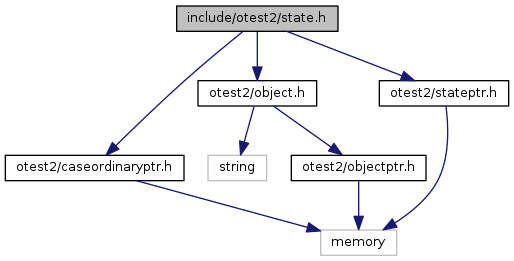 include/otest2/state.h
otest2/object.h
otest2/stateptr.h
otest2/caseordinaryptr.h
string
otest2/objectptr.h
memory